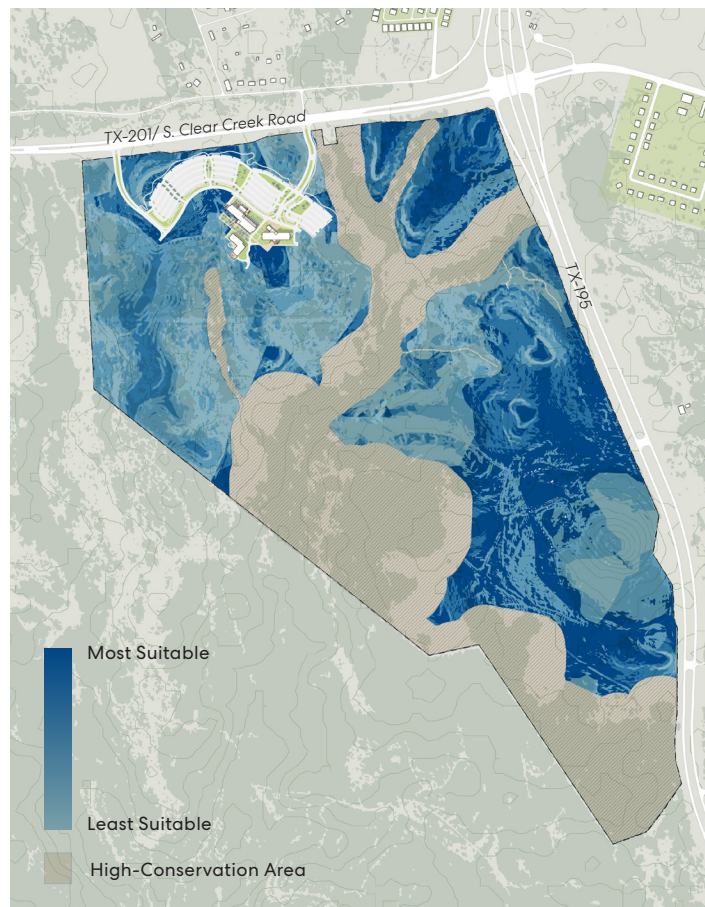 TX-201/ S. Clear Creek Road
TX-195
Most Suitable
Least Suitable
High-Conservation Area